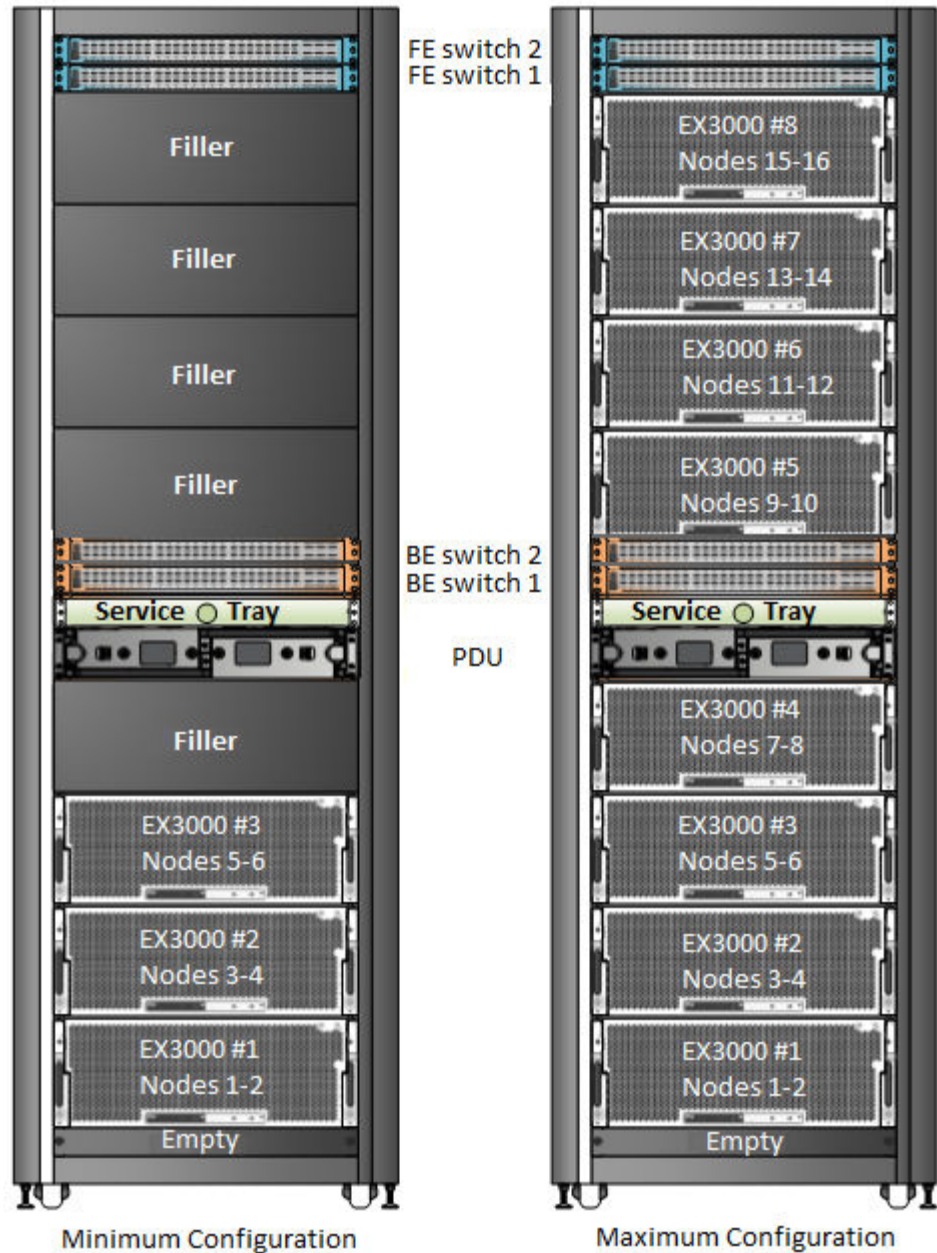 FE switch 2
FE switch 1
Filler
Filler
Filler
Filler
BE switch 2
BE switch 1
Service Tray
PDU
Filler
EX3000 #3
Nodes 5-6
EX3000 #2
Nodes 3-4
EX3000 #1
Nodes 1-2
Empty
Minimum Configuration
EX3000 #8
Nodes 15-16
EX3000 #7
Nodes 13-14
EX3000 #6
Nodes 11-12
EX3000 #5
Nodes 9-10
Service Tray
EX3000 #4
Nodes 7-8
EX3000 #3
Nodes 5-6
EX3000 #2
Nodes 3-4
EX3000 #1
Nodes 1-2
Empty
Maximum Configuration